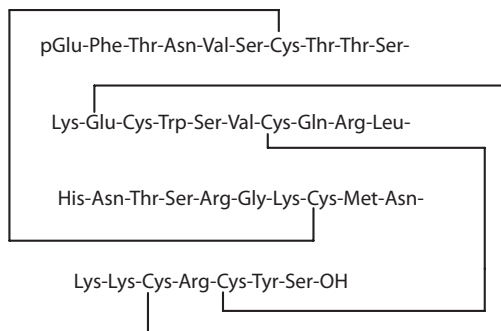 pGlu-Phe-Thr-Asn-Val-Ser-Cys-Thr-Thr-Ser-
Lys-Glu-Cys-Trp-Ser-Val-Cys-Gln-Arg-Leu-
His-Asn-Thr-Ser-Arg-Gly-Lys-Cys-Met-Asn-
Lys-Lys-Cys-Arg-Cys-Tyr-Ser-OH